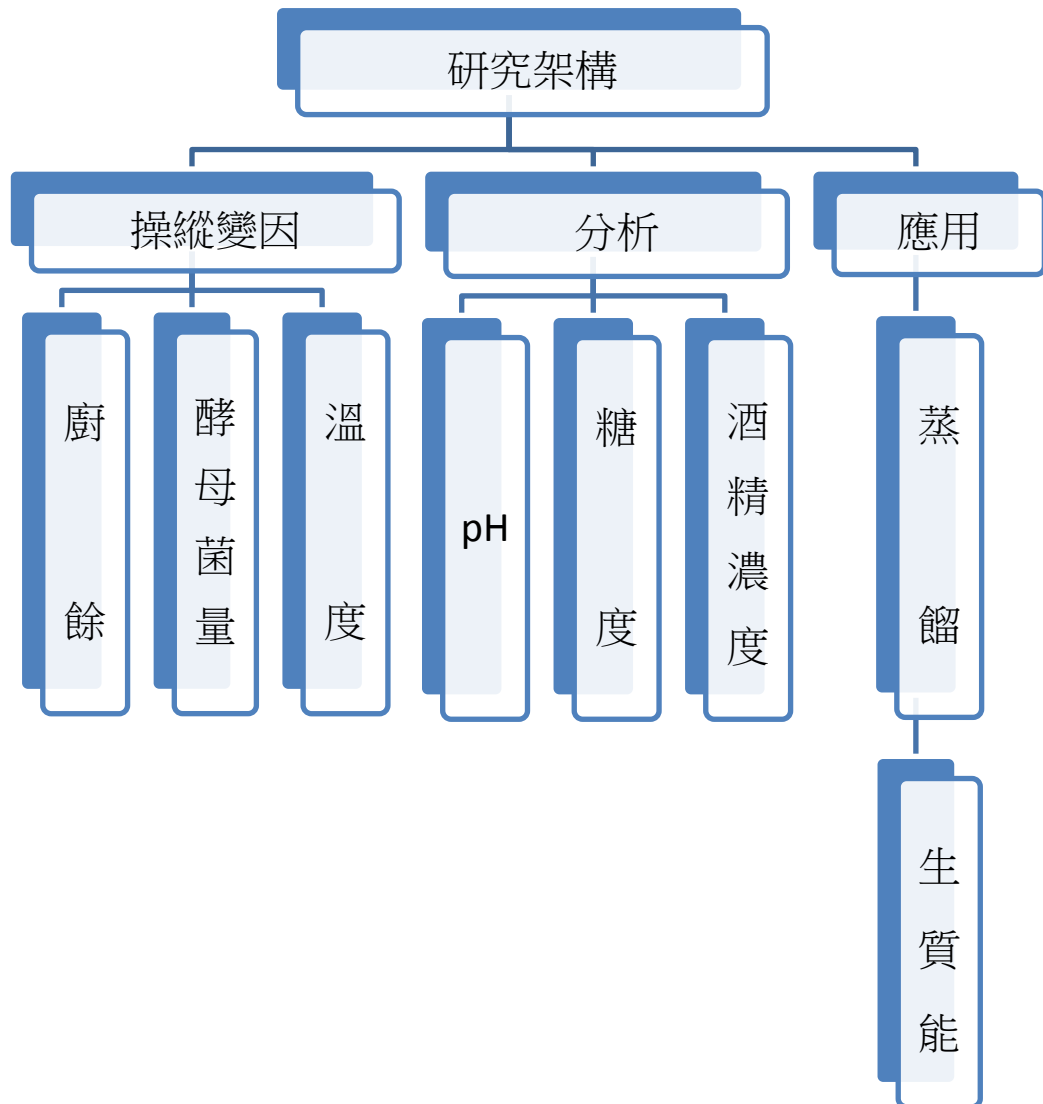 研究架構
操縱變因
分析
應用
廚餘
酵母菌量
溫度
pH
糖度
酒精濃度
蒸餾
生質能